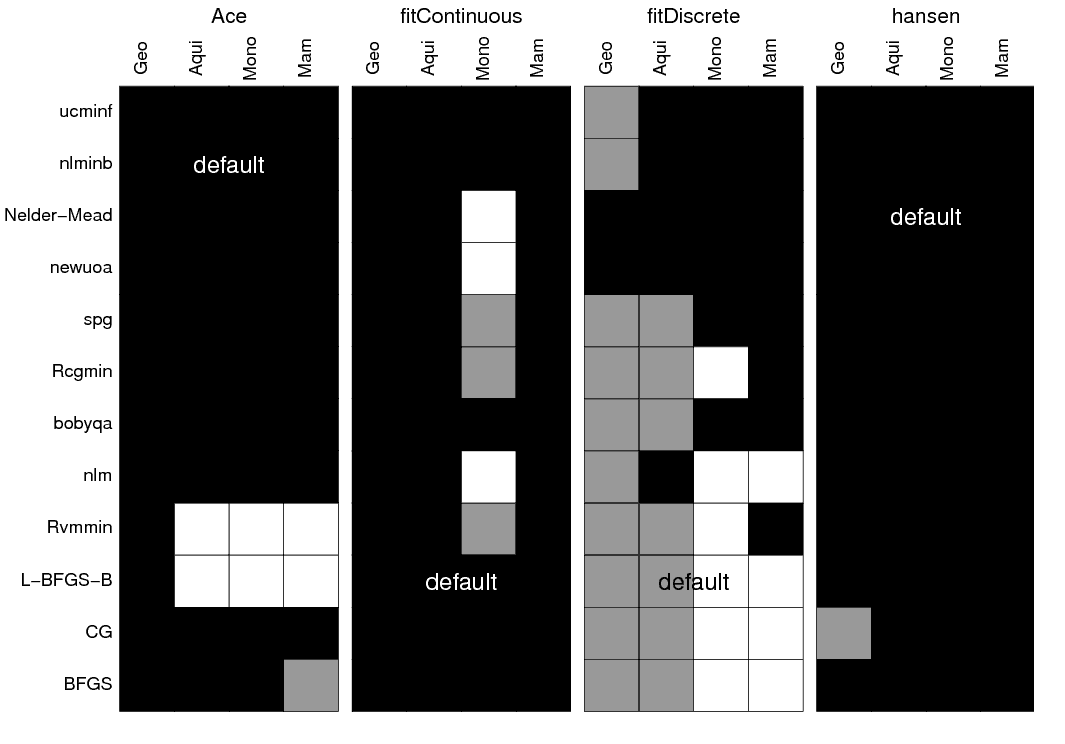 Ace fitContinuous fitDiscrete hansen
Geo Aqui Mono Mam Geo Aqui Mono Mam Geo Aqui Mono Mam Geo Aqui Mono Mam
ucminf
nlminb default
Nelder−Mead default
newuoa
spg
Rcgmin
bobyqa
nlm
Rvmmin
L−BFGS−B default default
CG
BFGS